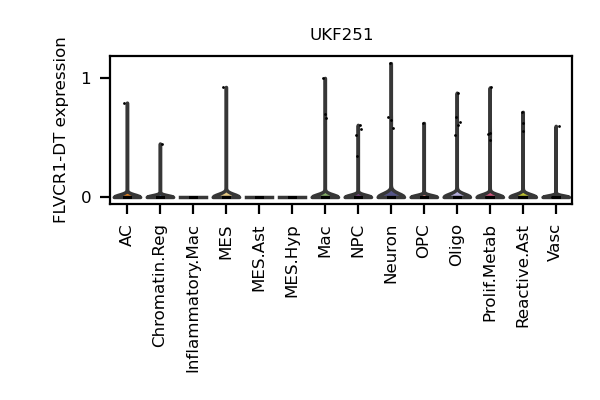 UKF251
FLVCR1-DT expression
1
0
AC
Chromatin.Reg
Inflammatory.Mac
MES
MES.Ast
MES.Hyp
Mac
NPC
Neuron
OPC
Oligo
Prolif.Metab
Reactive.Ast
Vasc